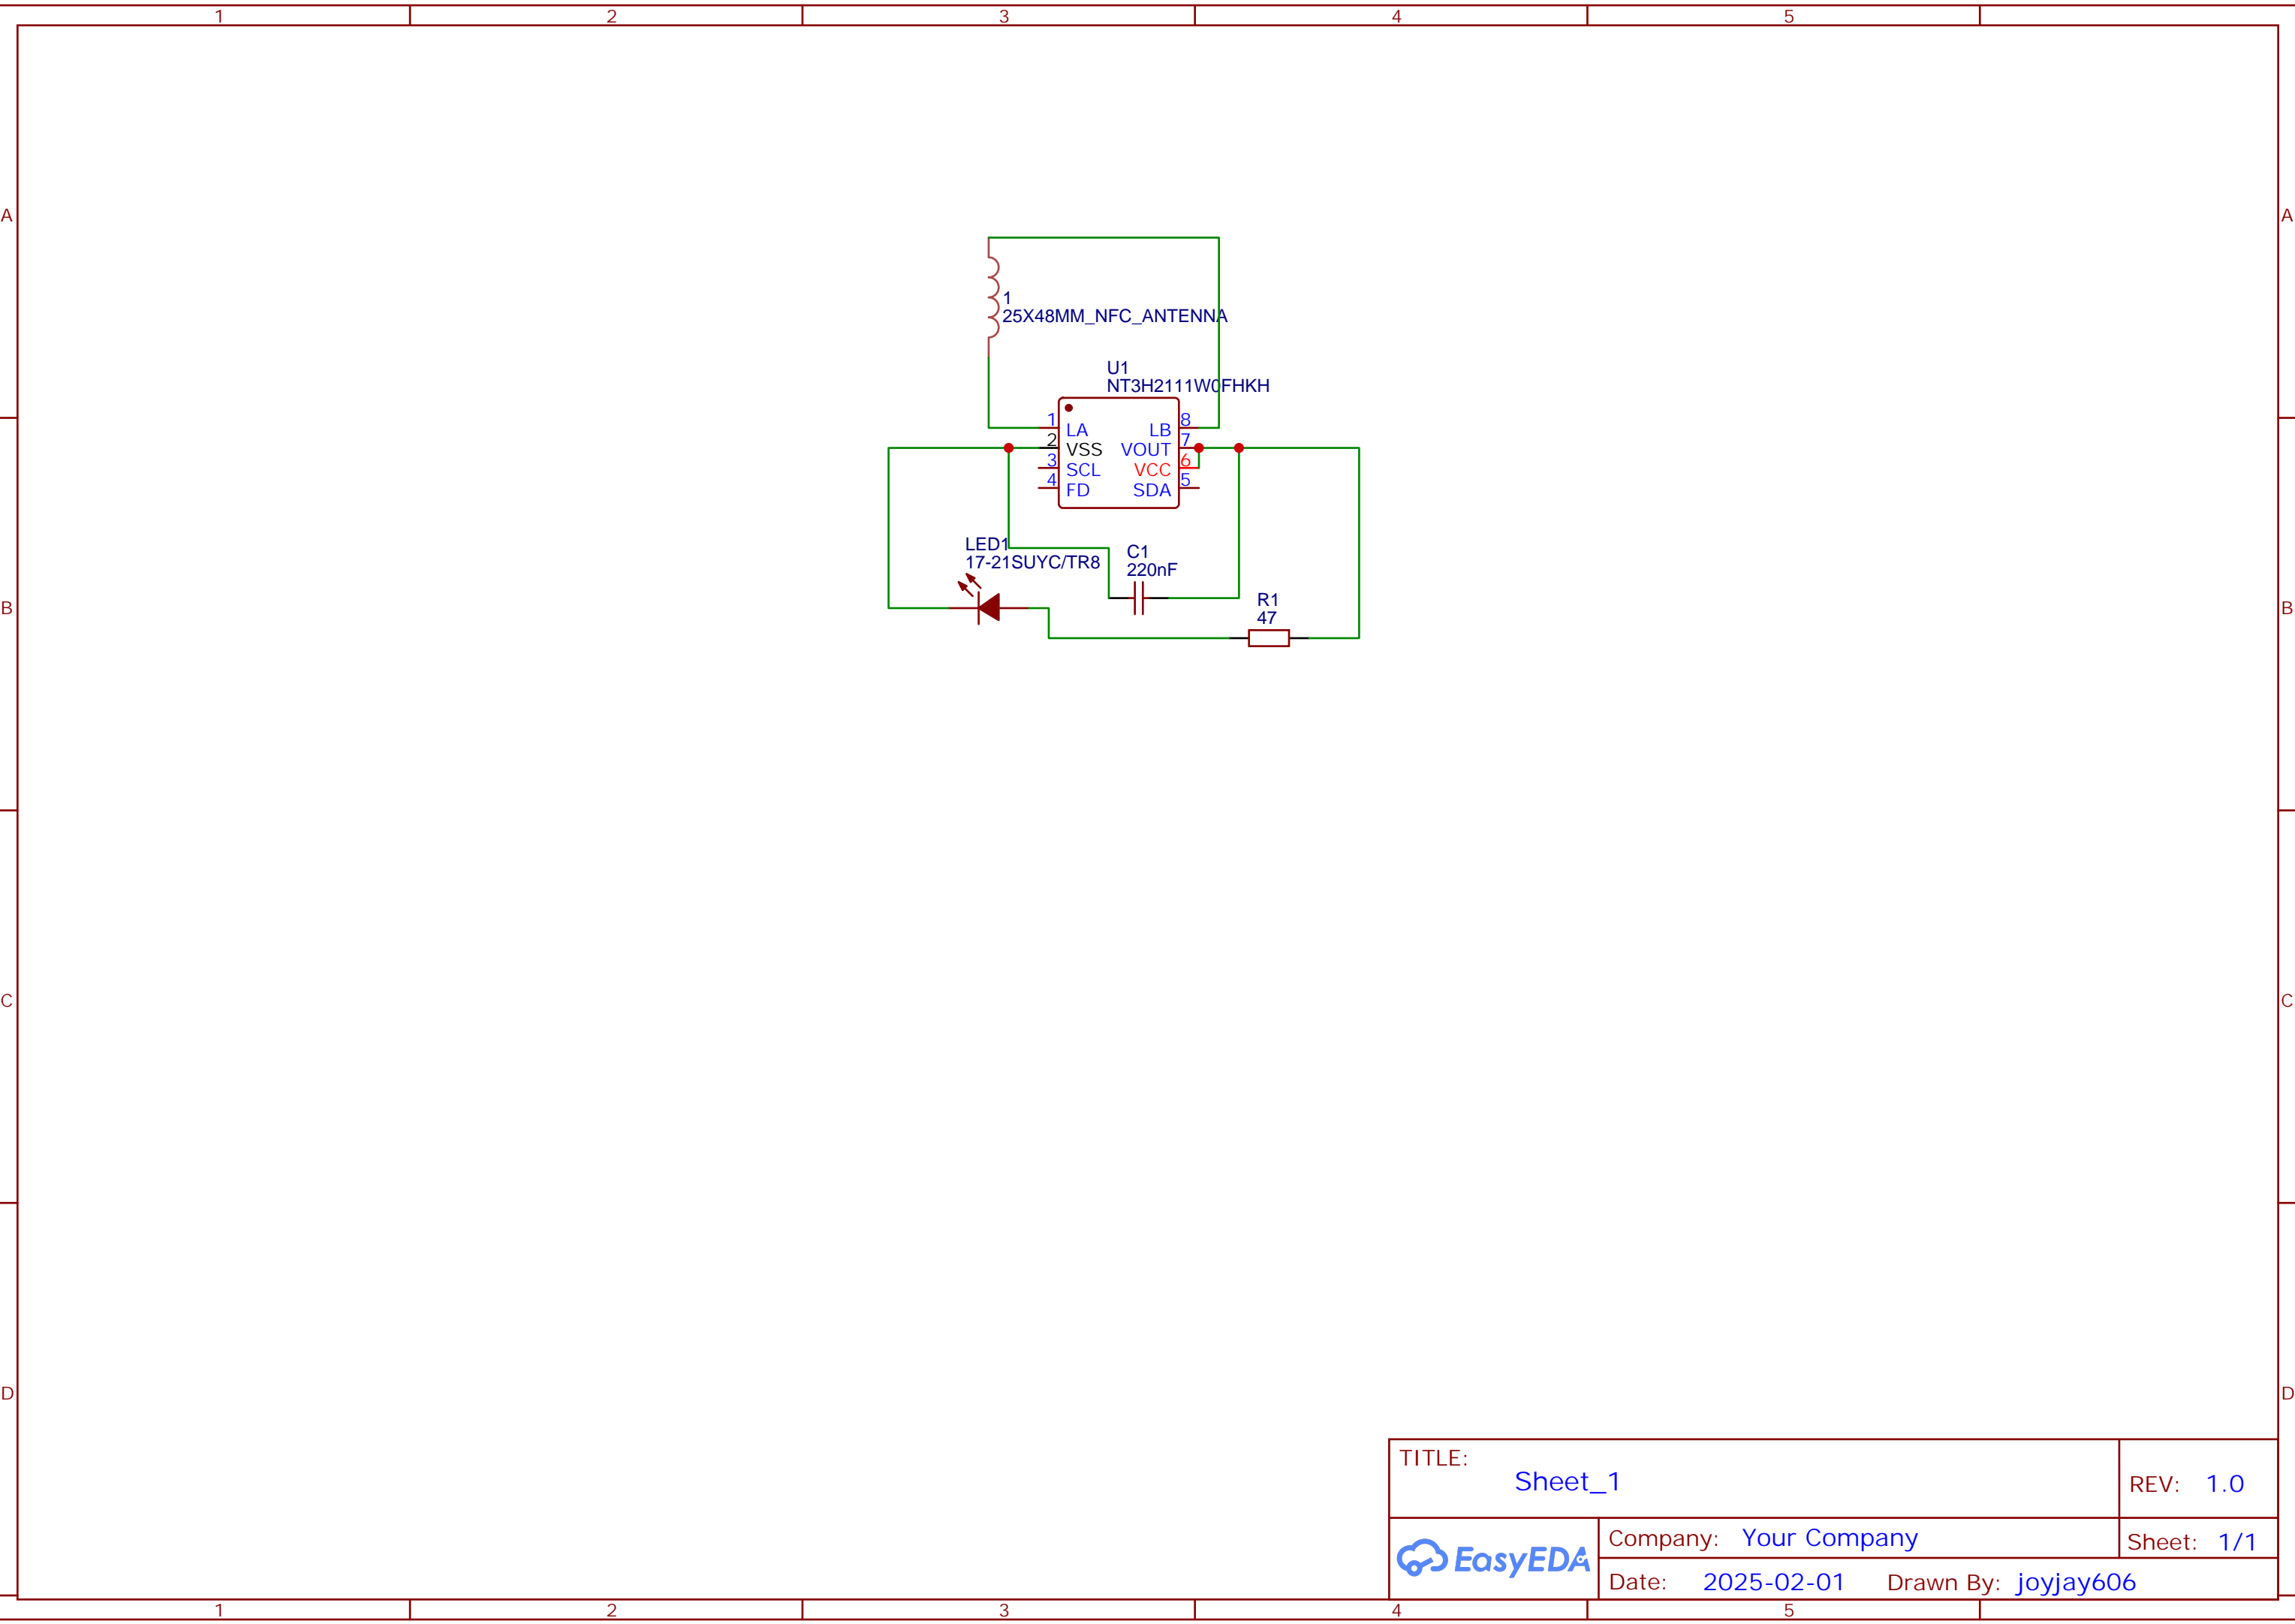 1 2 3 4 5
A A
1
25X48MM_NFC_ANTENNA
U1
NT3H2111W0FHKH
1 LA LB 8
2 VSS VOUT 7
3 SCL VCC 6
4 FD SDA 5
LED1
17-21SUYC/TR8
C1
220nF
R1
47
B B
C C
D D
TITLE:
Sheet_1
REV: 1.0
EasyEDA
Company: Your Company
Sheet: 1/1
Date: 2025-02-01 Drawn By: joyjay606
1 2 3 4 5